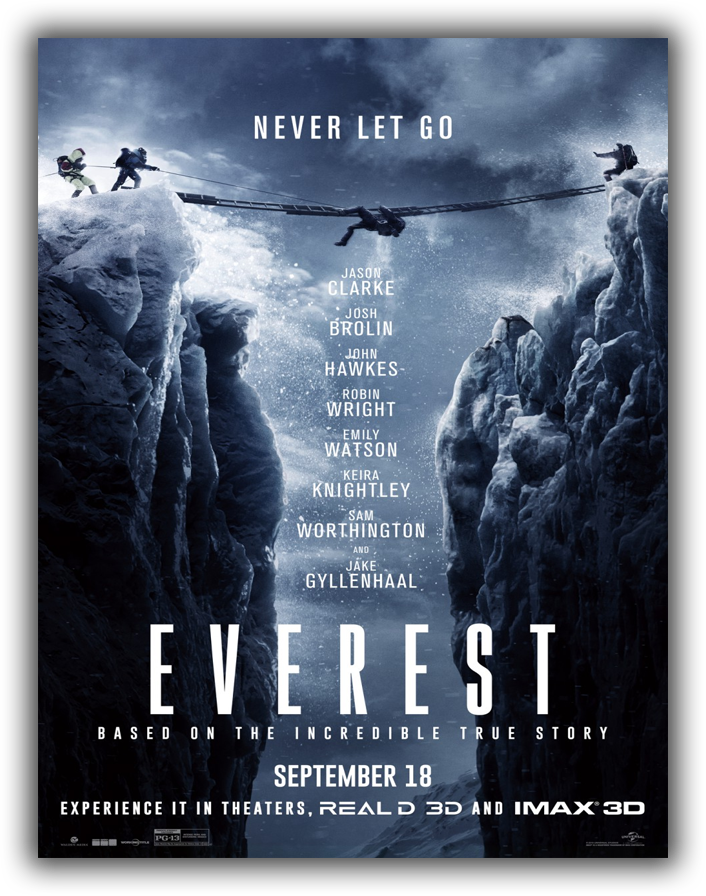 NEVER LET GO
JASON
CLARKE
JOSH
BROLIN
JOHN
HAWKES
ROBIN
WRIGHT
EMILY
WATSON
KEIRA
KNIGHTLEY
SAM
WORTHINGTON
AND
JAKE
GYLLENHAAL
EVEREST
BASED ON THE INCREDIBLE TRUE STORY
SEPTEMBER 18
EXPERIENCE IT IN THEATERS, REAL D 3D AND IMAX® 3D
PG-13